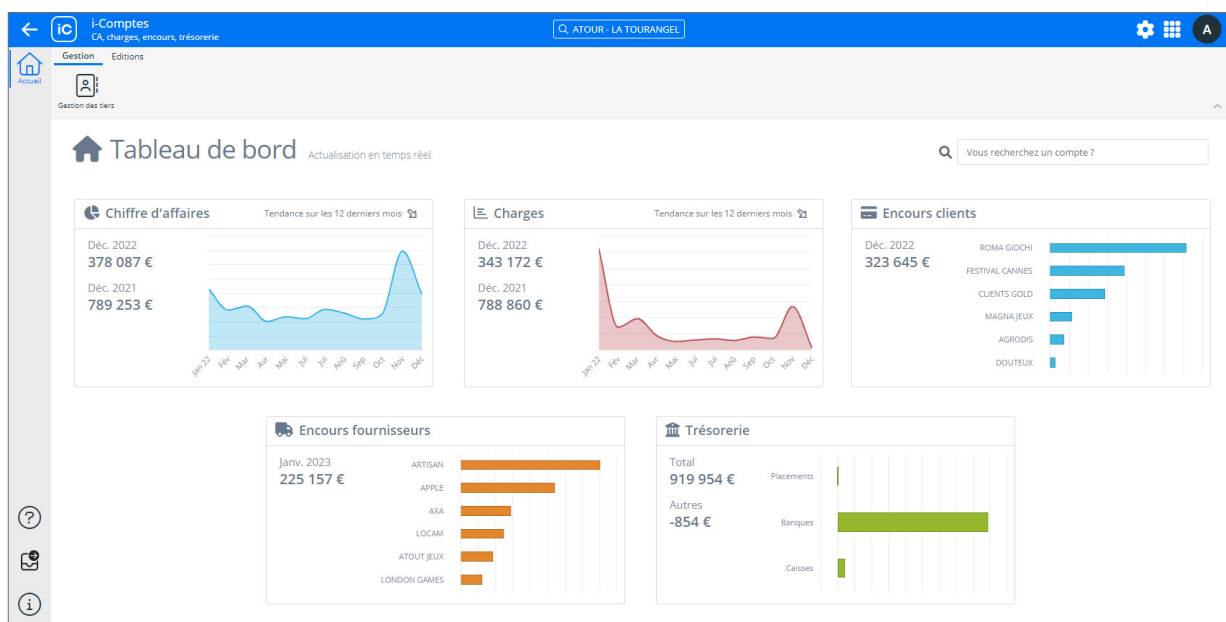 iC
i-Comptes
CA, charges, encours, trésorerie
ATOUR - LA TOURANGEL
A
Accueil
Gestion
Editions
Gestion des tiers
Tableau de bord
Actualisation en temps réel
Vous recherchez un compte ?
Chiffre d'affaires
Tendance sur les 12 derniers mois
Déc. 2022
378 087 €
Déc. 2021
789 253 €
Jan 22 Fév Mar Avr Mai Jui Jui Aoû Sep Oct Nov Déc
Charges
Tendance sur les 12 derniers mois
Déc. 2022
343 172 €
Déc. 2021
788 860 €
Jan 22 Fév Mar Avr Mai Jui Jui Aoû Sep Oct Nov Déc
Encours clients
Déc. 2022
323 645 €
ROMA GIOCHI
FESTIVAL CANNES
CLIENTS GOLD
MAGNA JEUX
AGRODIS
DOUTEUX
Encours fournisseurs
Janv. 2023
225 157 €
ARTISAN
APPLE
AXA
LOCAM
ATOUT JEUX
LONDON GAMES
Trésorerie
Total
919 954 €
Autres
-854 €
Placements
Banques
Caisses